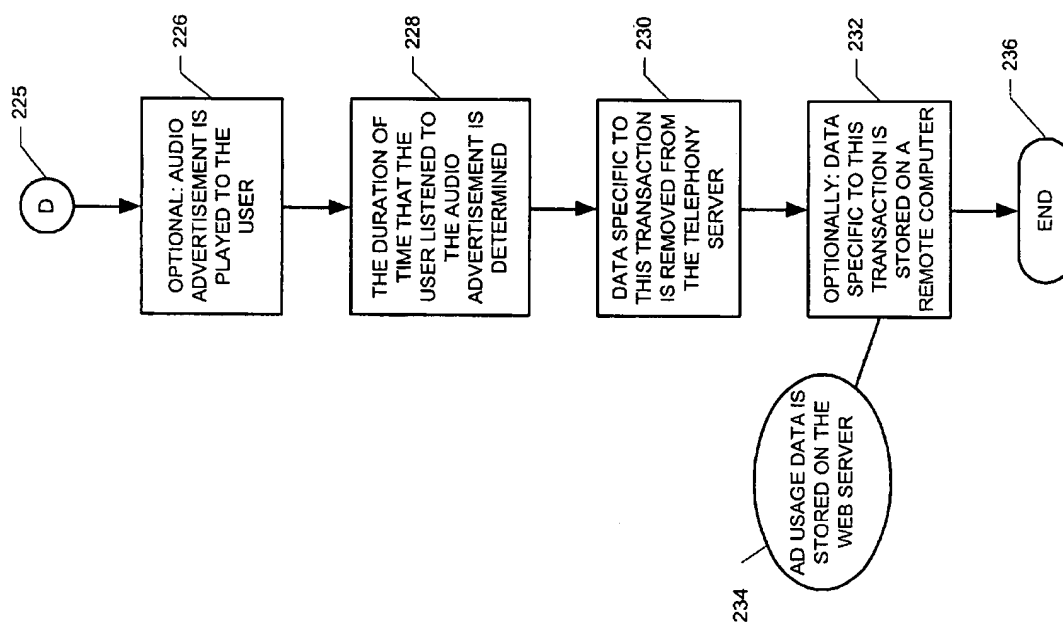 225
D
226
OPTIONAL: AUDIO
ADVERTISEMENT IS
PLAYED TO THE
USER
228
THE DURATION OF
TIME THAT THE
USER LISTENED TO
THE AUDIO
ADVERTISEMENT IS
DETERMINED
230
DATA SPECIFIC TO
THIS TRANSACTION
IS REMOVED FROM
THE TELEPHONY
SERVER
232
OPTIONALLY: DATA
SPECIFIC TO THIS
TRANSACTION IS
STORED ON A
REMOTE COMPUTER
234
AD USAGE DATA IS
STORED ON THE
WEB SERVER
236
END